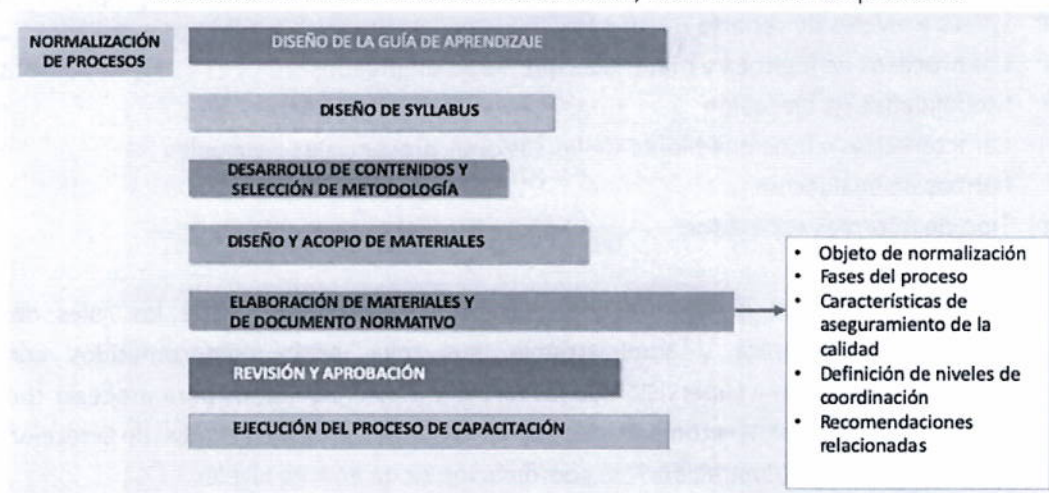 NORMALIZACIÓN
DE PROCESOS
DISEÑO DE LA GUÍA DE APRENDIZAJE
DISEÑO DE SYLLABUS
DESARROLLO DE CONTENIDOS Y
SELECCIÓN DE METODOLOGÍA
DISEÑO Y ACOPIO DE MATERIALES
ELABORACIÓN DE MATERIALES Y
DE DOCUMENTO NORMATIVO
REVISIÓN Y APROBACIÓN
EJECUCIÓN DEL PROCESO DE CAPACITACIÓN
• Objeto de normalización
• Fases del proceso
• Características de
aseguramiento de la
calidad
• Definición de niveles de
coordinación
• Recomendaciones
relacionadas